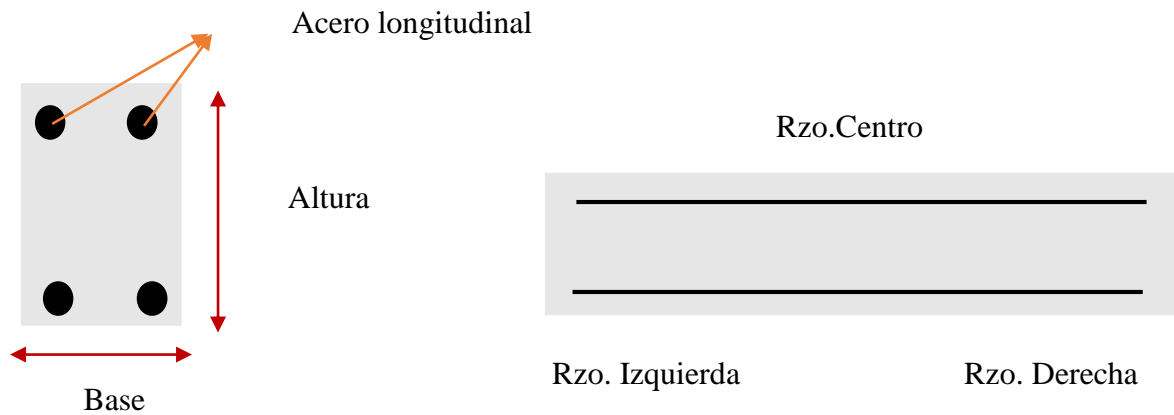 Acero longitudinal
Rzo.Centro
Altura
Rzo. Izquierda
Rzo. Derecha
Base